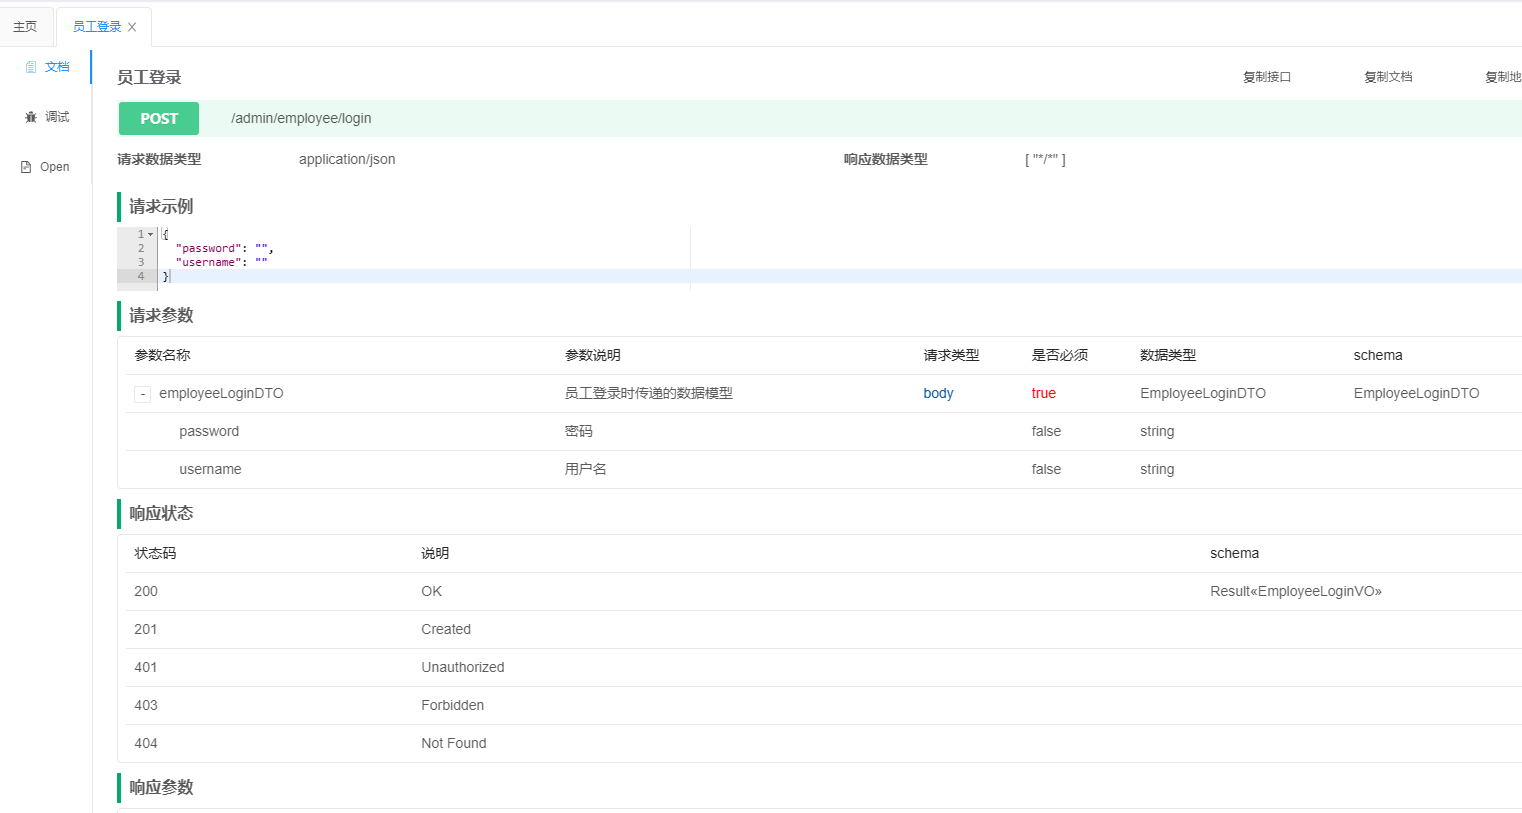 主页 员工登录
文档
调试
Open
员工登录 复制接口 复制文档 复制地
POST /admin/employee/login
请求数据类型 application/json 响应数据类型 [ "*/*" ]
请求示例
1 {
2 "password": "",
3 "username": ""
4 }
请求参数
参数名称 参数说明 请求类型 是否必须 数据类型 schema
- employeeLoginDTO 员工登录时传递的数据模型 body true EmployeeLoginDTO EmployeeLoginDTO
password 密码 false string
username 用户名 false string
响应状态
状态码 说明 schema
200 OK Result«EmployeeLoginVO»
201 Created
401 Unauthorized
403 Forbidden
404 Not Found
响应参数